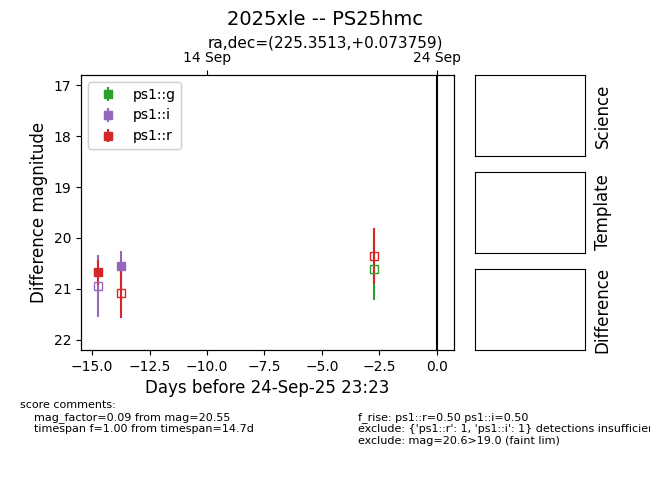 2025xle -- PS25hmc
ra,dec=(225.3513,+0.073759)
14 Sep
24 Sep
ps1::g
ps1::i
ps1::r
17
18
19
20
21
22
Difference magnitude
−15.0
−12.5
−10.0
−7.5
−5.0
−2.5
0.0
Days before 24-Sep-25 23:23
Science
Template
Difference
score comments:
mag_factor=0.09 from mag=20.55
timespan f=1.00 from timespan=14.7d
f_rise: ps1::r=0.50 ps1::i=0.50
exclude: {'ps1::r': 1, 'ps1::i': 1} detections
exclude: mag=20.6>19.0 (faint lim)